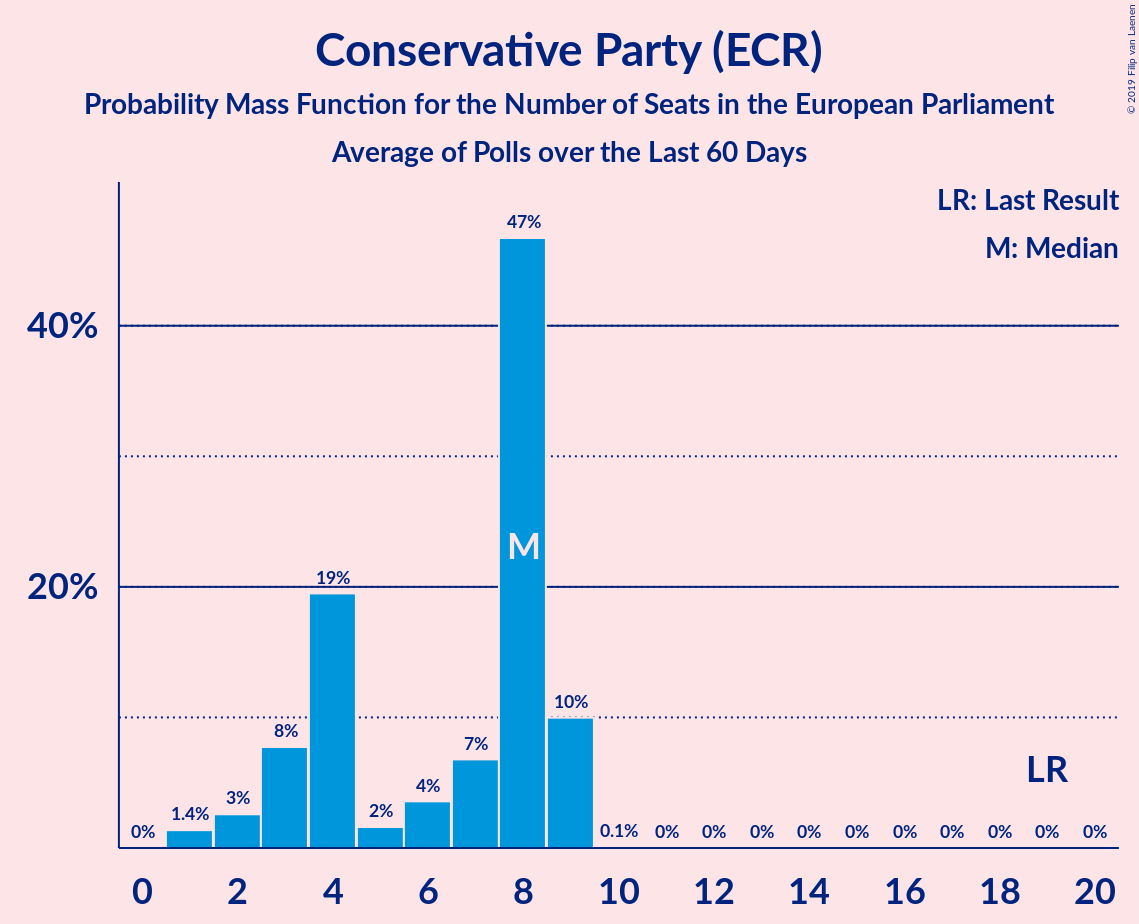 Conservative Party (ECR)
Probability Mass Function for the Number of Seats in the European Parliament
Average of Polls over the Last 60 Days
© 2019 Filip van Laenen
LR: Last Result
M: Median
47%
40%
M
19%
20%
10%
8%
7%
LR
4%
3%
2%
1.4%
0% 0.1% 0% 0% 0% 0% 0% 0% 0% 0% 0% 0%
0 2 4 6 8 10 12 14 16 18 20